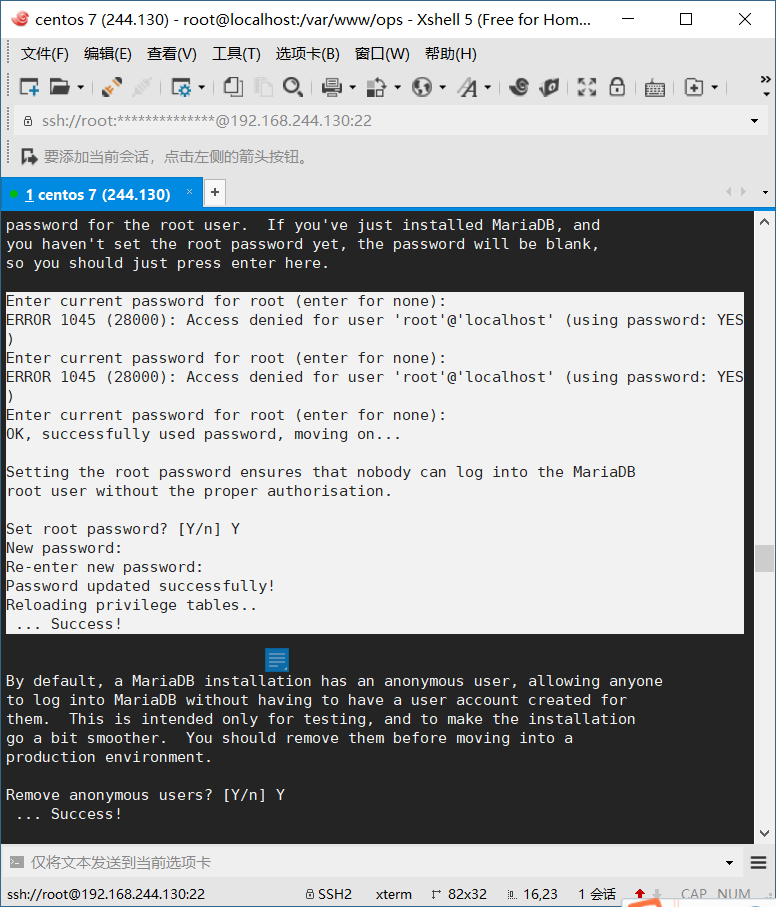 centos 7 (244.130) - root@localhost:/var/www/ops - Xshell 5 (Free for Hom...
文件(F) 编辑(E) 查看(V) 工具(T) 选项卡(B) 窗口(W) 帮助(H)
ssh://root:**************@192.168.244.130:22
要添加当前会话，点击左侧的箭头按钮。
1 centos 7 (244.130)
password for the root user.  If you've just installed MariaDB, and
you haven't set the root password yet, the password will be blank,
so you should just press enter here.
Enter current password for root (enter for none):
ERROR 1045 (28000): Access denied for user 'root'@'localhost' (using password: YES
)
Enter current password for root (enter for none):
ERROR 1045 (28000): Access denied for user 'root'@'localhost' (using password: YES
)
Enter current password for root (enter for none):
OK, successfully used password, moving on...
Setting the root password ensures that nobody can log into the MariaDB
root user without the proper authorisation.
Set root password? [Y/n] Y
New password:
Re-enter new password:
Password updated successfully!
Reloading privilege tables..
 ... Success!
By default, a MariaDB installation has an anonymous user, allowing anyone
to log into MariaDB without having to have a user account created for
them.  This is intended only for testing, and to make the installation
go a bit smoother.  You should remove them before moving into a
production environment.
Remove anonymous users? [Y/n] Y
 ... Success!
仅将文本发送到当前选项卡
ssh://root@192.168.244.130:22 SSH2 xterm 82x32 16,23 1 会话 CAP NUM